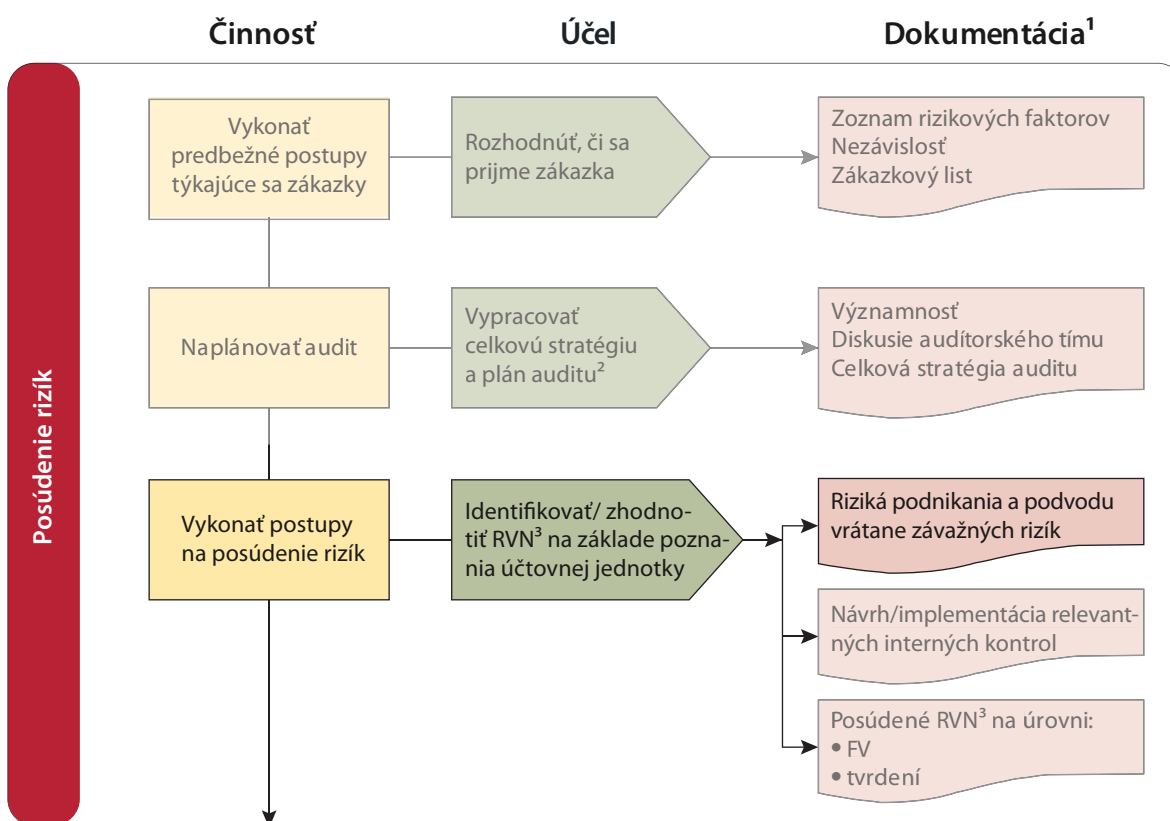 Činnosť
Účel
Dokumentácia¹
Posúdenie rizík
Vykonať
predbežné postupy
týkajúce sa zákazky
Rozhodnúť, či sa
prijme zákazka
Zoznam rizikových faktorov
Nezávislosť
Zákazkový list
Naplánovať audit
Vypracovať
celkovú stratégiu
a plán auditu²
Významnosť
Diskusie audítorského tímu
Celková stratégia auditu
Vykonať postupy
na posúdenie rizík
Identifikovať/ zhodno-
tiť RVN³ na základe pozna-
nia účtovnej jednotky
Riziká podnikania a podvodu
vrátane závažných rizík
Návrh/implementácia relevant-
ných interných kontrol
Posúdené RVN³ na úrovni:
• FV
• tvrdení